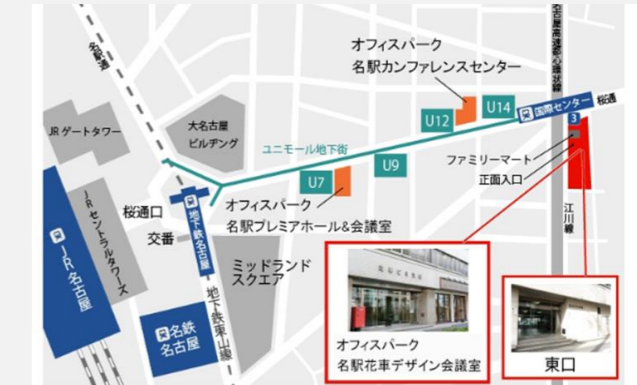 名駅通
名古屋高速都心環状線
オフィスパーク
名駅カンファレンスセンター
U14
U12
国際センター
桜通
3
JRゲートタワー
大名古屋
ビルヂング
ユニモール地下街
U9
U7
ファミリーマート
正面入口
オフィスパーク
名駅プレミアホール&会議室
桜通口
交番
地下鉄名古屋
JRセントラルタワーズ
JR名古屋
江川線
ミッドランド
スクエア
地下鉄東山線
名鉄
名古屋
オフィスパーク
名駅花車デザイン会議室
東口